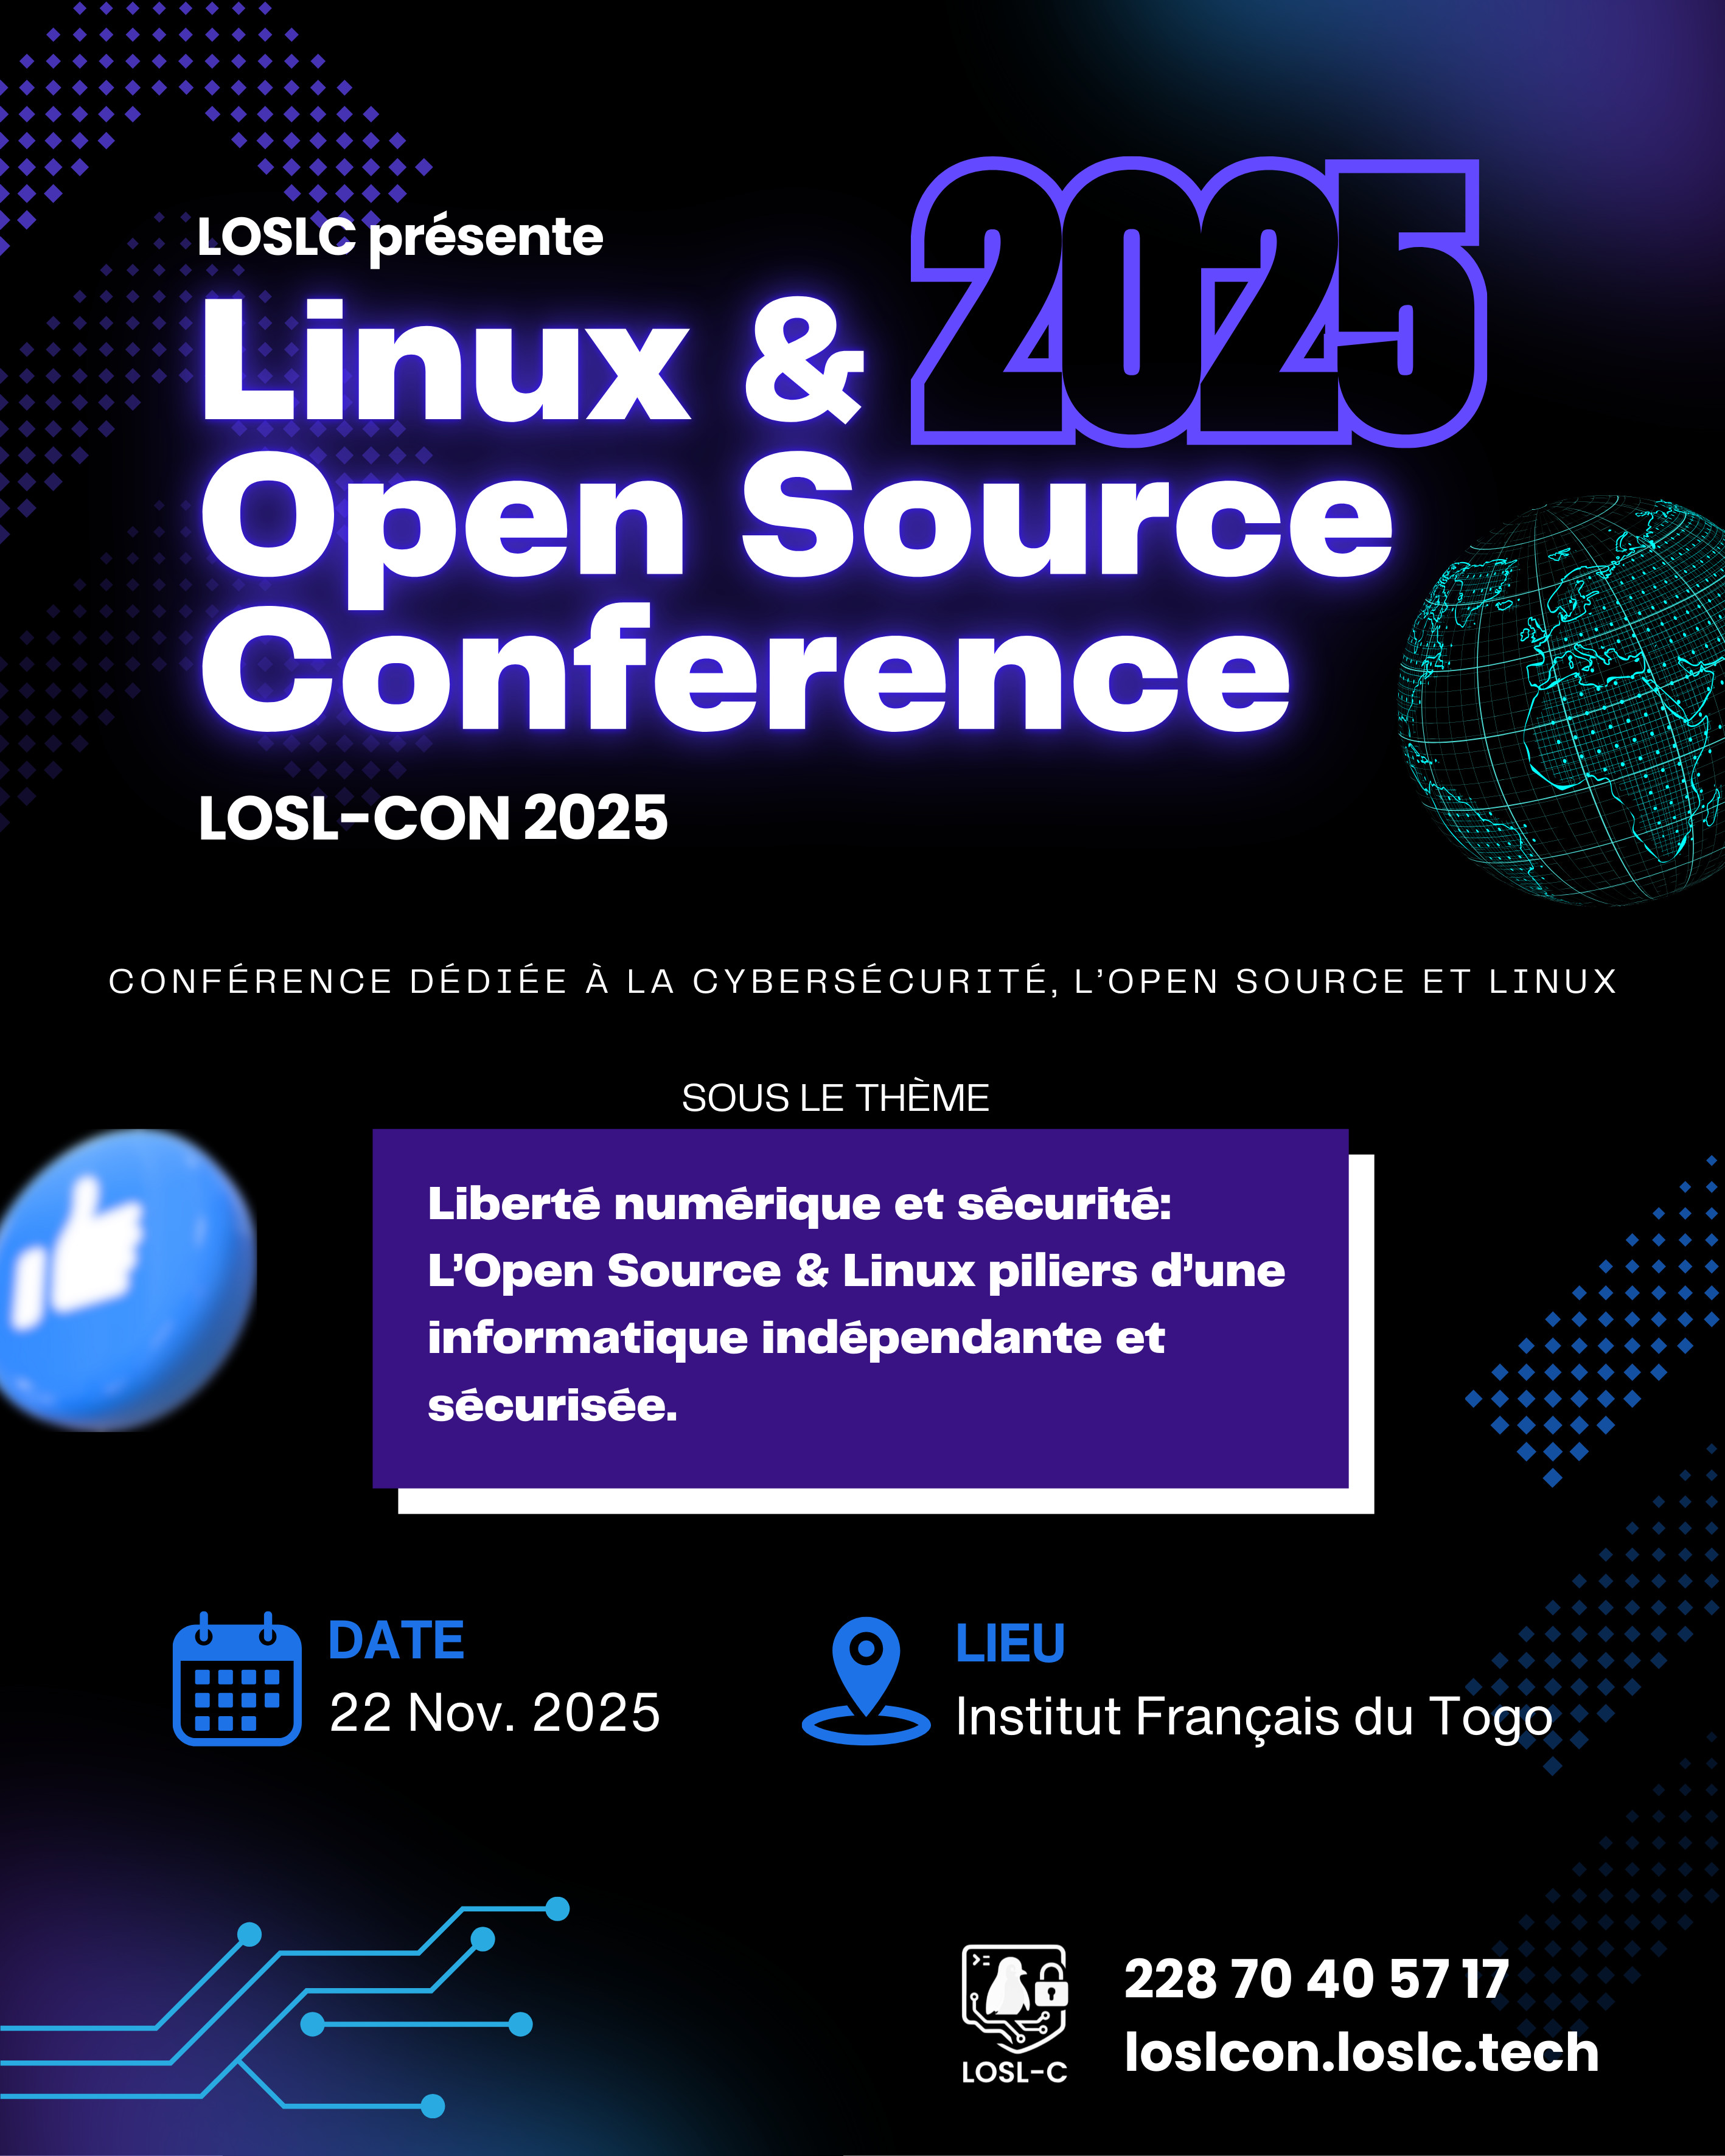 LOSLC présente
2025
Linux &
Open Source
Conference
LOSL-CON 2025
CONFÉRENCE DÉDIÉE À LA CYBERSÉCURITÉ, L'OPEN SOURCE ET LINUX
SOUS LE THÈME
Liberté numérique et sécurité:
L'Open Source & Linux piliers d'une
informatique indépendante et
sécurisée.
DATE
22 Nov. 2025
LIEU
Institut Français du Togo
LOSL-C
228 70 40 57 17
loslcon.loslc.tech